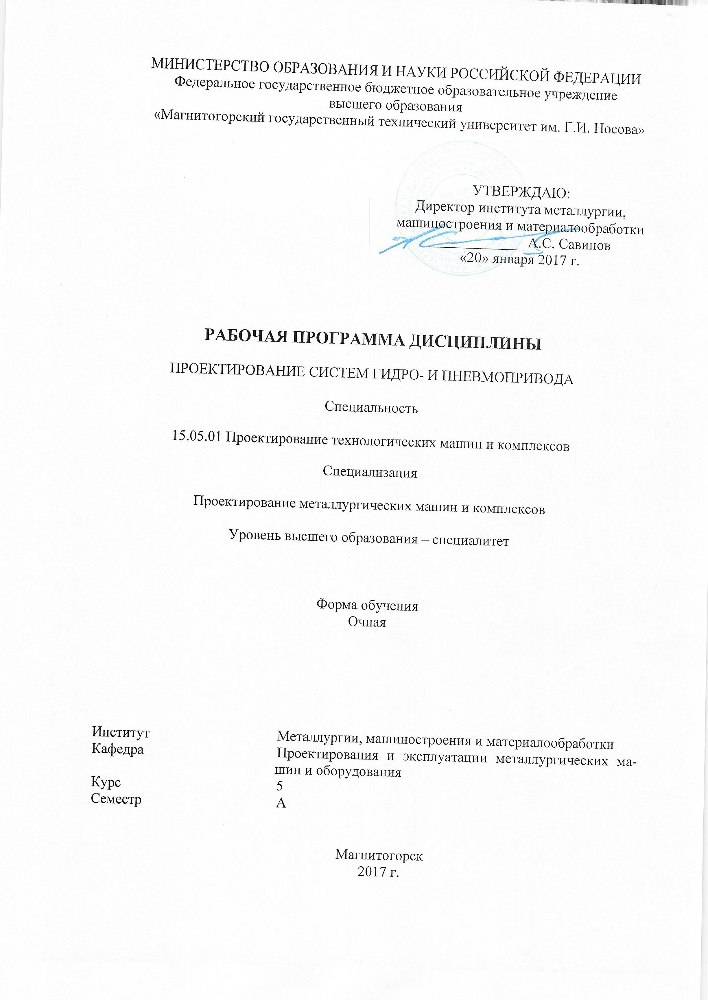 МИНИСТЕРСТВО ОБРАЗОВАНИЯ И НАУКИ РОССИЙСКОЙ ФЕДЕРАЦИИ
Федеральное государственное бюджетное образовательное учреждение
высшего образования
«Магнитогорский государственный технический университет им. Г.И. Носова»
УТВЕРЖДАЮ:
Директор института металлургии,
машиностроения и материалообработки
А.С. Савинов
«20» января 2017 г.
РАБОЧАЯ ПРОГРАММА ДИСЦИПЛИНЫ
ПРОЕКТИРОВАНИЕ СИСТЕМ ГИДРО- И ПНЕВМОПРИВОДА
Специальность
15.05.01 Проектирование технологических машин и комплексов
Специализация
Проектирование металлургических машин и комплексов
Уровень высшего образования – специалитет
Форма обучения
Очная
Институт Металлургии, машиностроения и материалообработки
Кафедра Проектирования и эксплуатации металлургических ма-
шин и оборудования
Курс 5
Семестр А
Магнитогорск
2017 г.